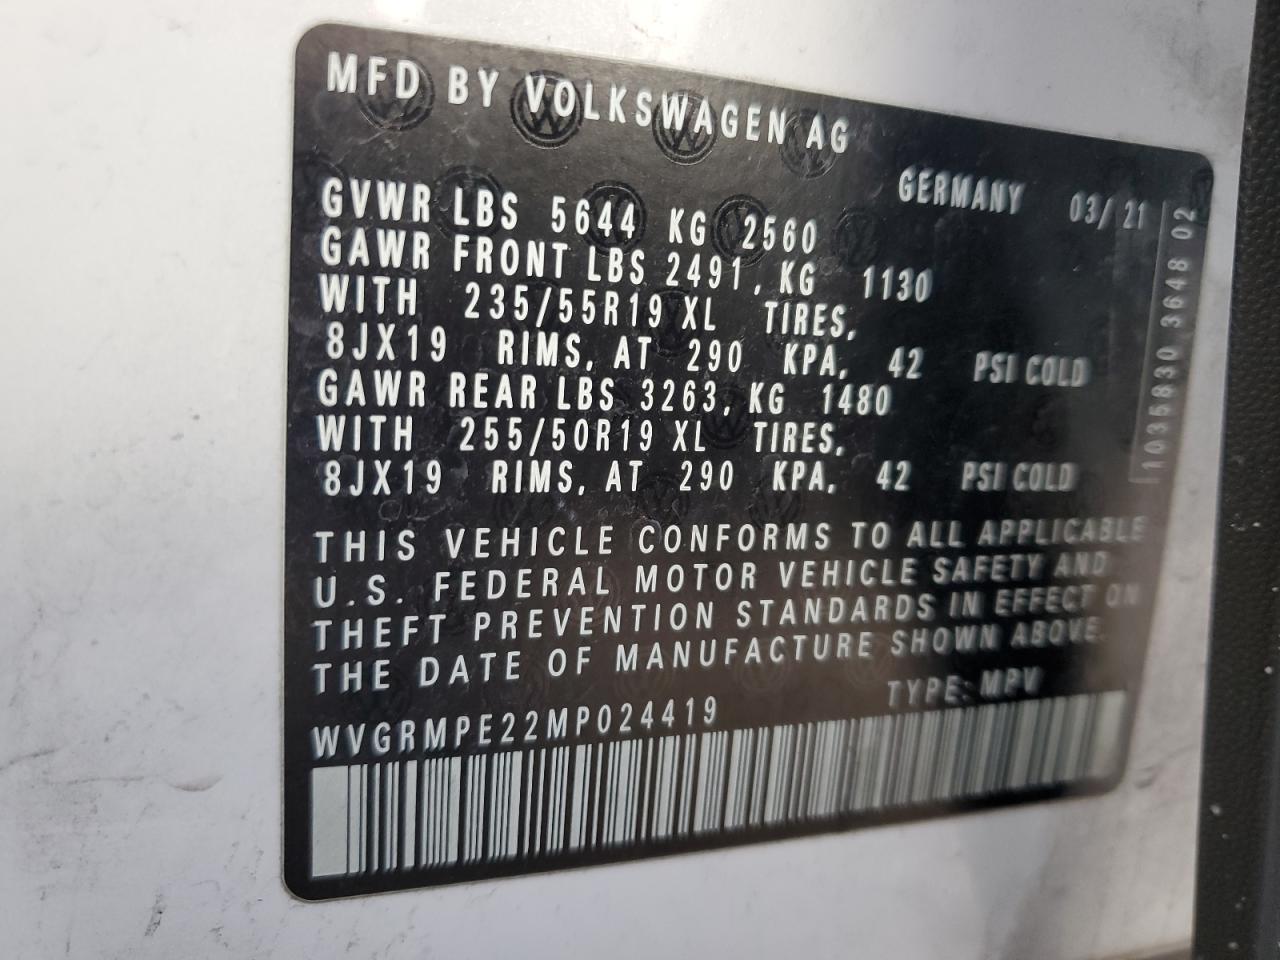 MFD BY VOLKSWAGEN AG
GERMANY 03/21
GVWR LBS 5644 KG 2560
GAWR FRONT LBS 2491, KG 1130
WITH 235/55R19 XL TIRES,
8JX19 RIMS, AT 290 KPA, 42 PSI COLD
GAWR REAR LBS 3263, KG 1480
WITH 255/50R19 XL TIRES,
8JX19 RIMS, AT 290 KPA, 42 PSI COLD
THIS VEHICLE CONFORMS TO ALL APPLICABLE
U.S. FEDERAL MOTOR VEHICLE SAFETY AND
THEFT PREVENTION STANDARDS IN EFFECT ON
THE DATE OF MANUFACTURE SHOWN ABOVE.
TYPE: MPV
WVGRMPE22MP024419
1035830 3648 02